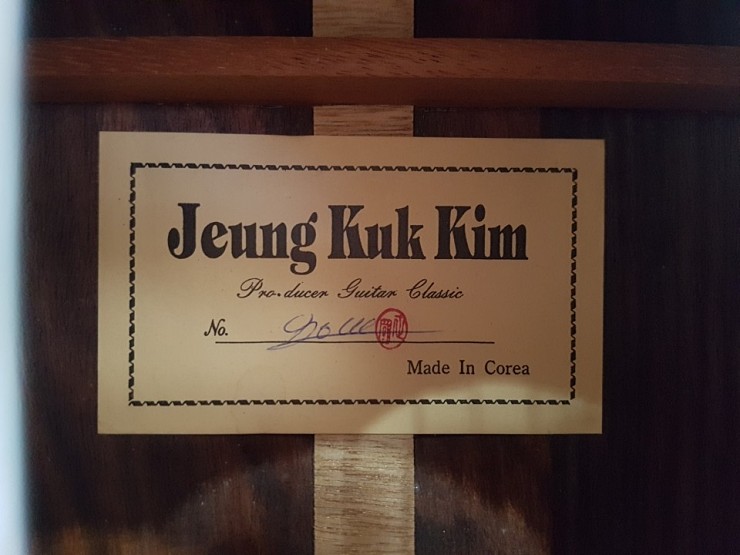 Jeung Kuk Kim
Pro.ducer Guitar Classic
No.
Made In Corea